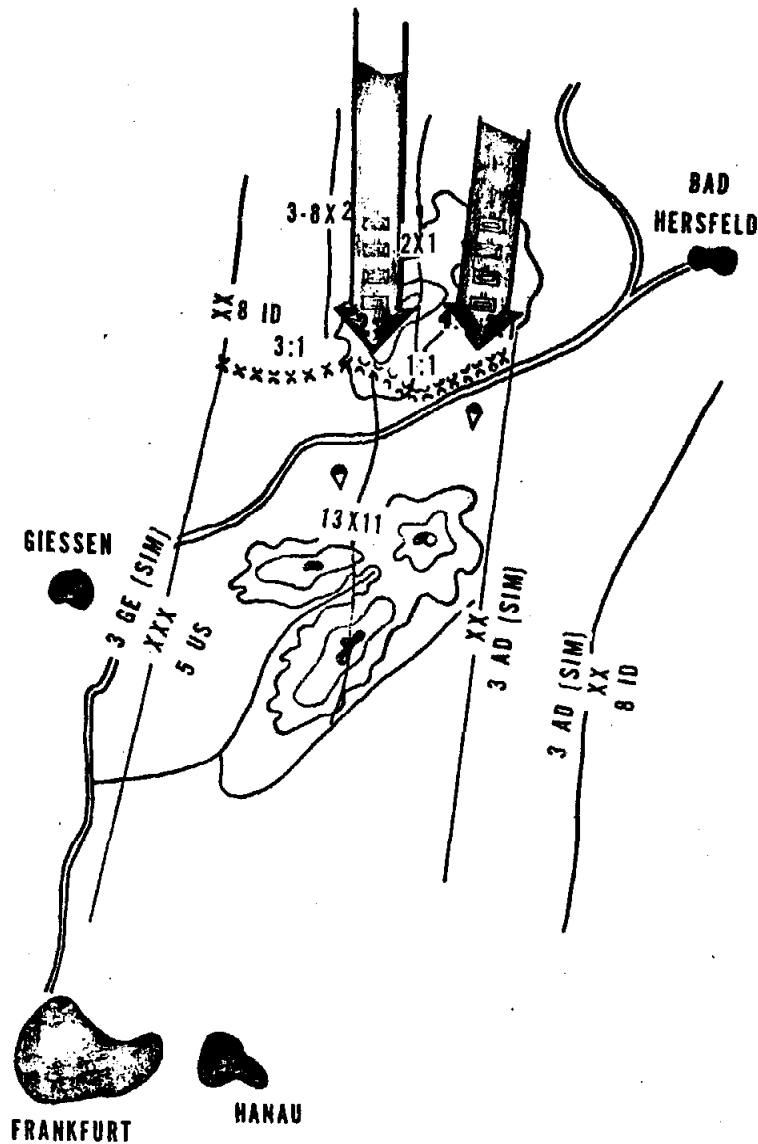 BAD
HERSFELD
3-8X2
2X1
XX 8 ID
3:1
1:1
13X11
GIESSEN
3 GE (SIM)
XXX
5 US
XX
3 AD (SIM)
3 AD (SIM)
XX
8 ID
FRANKFURT
HANAU